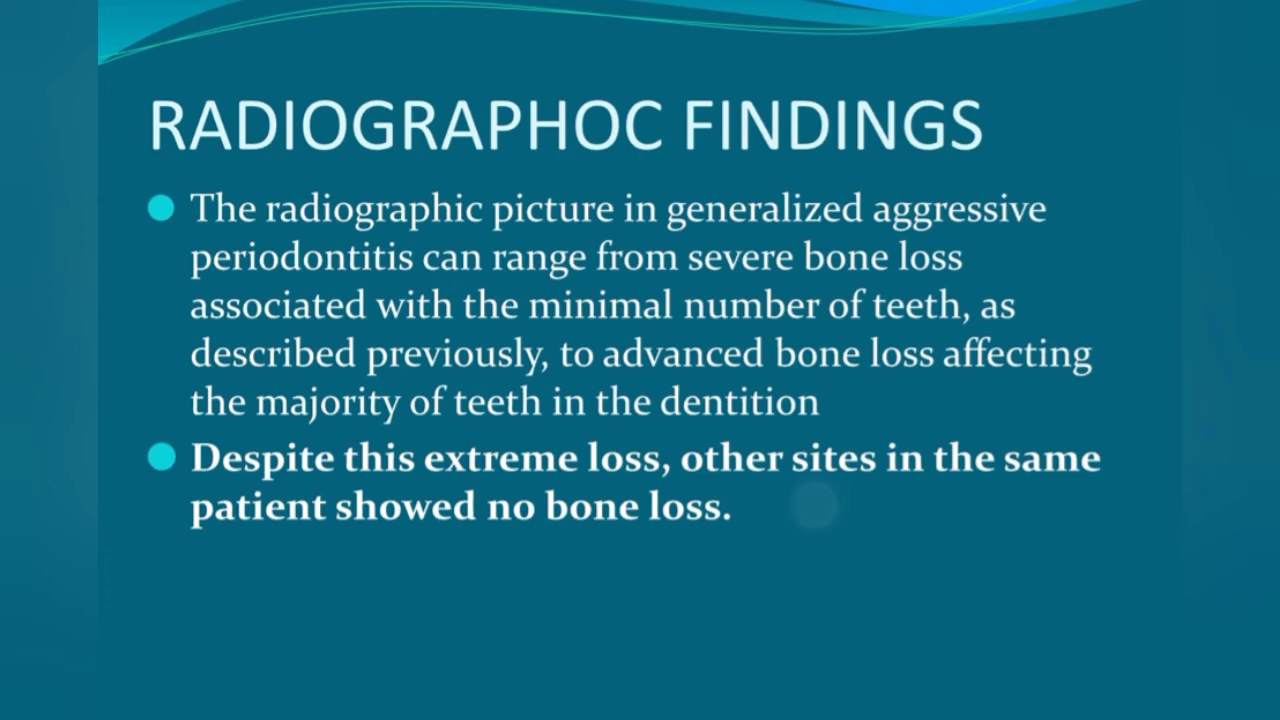 RADIOGRAPHOC FINDINGS
The radiographic picture in generalized aggressive
periodontitis can range from severe bone loss
associated with the minimal number of teeth, as
described previously, to advanced bone loss affecting
the majority of teeth in the dentition
Despite this extreme loss, other sites in the same
patient showed no bone loss.